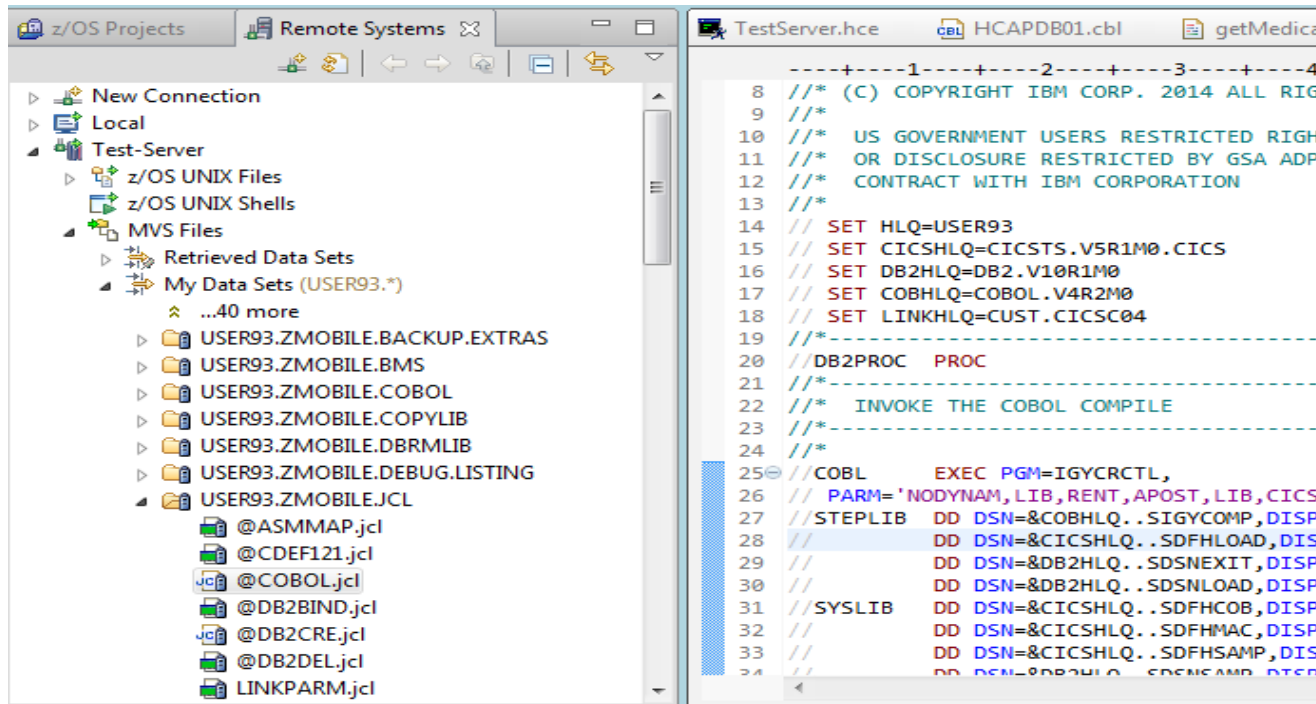 z/OS Projects
Remote Systems
New Connection
Local
Test-Server
z/OS UNIX Files
z/OS UNIX Shells
MVS Files
Retrieved Data Sets
My Data Sets (USER93.*)
...40 more
USER93.ZMOBILE.BACKUP.EXTRAS
USER93.ZMOBILE.BMS
USER93.ZMOBILE.COBOL
USER93.ZMOBILE.COPYLIB
USER93.ZMOBILE.DBRMLIB
USER93.ZMOBILE.DEBUG.LISTING
USER93.ZMOBILE.JCL
@ASMMAP.jcl
@CDEF121.jcl
@COBOL.jcl
@DB2BIND.jcl
@DB2CRE.jcl
@DB2DEL.jcl
LINKPARM.jcl
TestServer.hce
CBL HCAPDB01.cbl
getMedica
----+----1----+----2----+----3----+----4
8 //* (C) COPYRIGHT IBM CORP. 2014 ALL RIG
9 //*
10 //*  US GOVERNMENT USERS RESTRICTED RIGH
11 //*  OR DISCLOSURE RESTRICTED BY GSA ADP
12 //*  CONTRACT WITH IBM CORPORATION
13 //*
14 // SET HLQ=USER93
15 // SET CICSHLQ=CICSTS.V5R1M0.CICS
16 // SET DB2HLQ=DB2.V10R1M0
17 // SET COBHLQ=COBOL.V4R2M0
18 // SET LINKHLQ=CUST.CICSC04
19 //*-------------------------------------
20 //DB2PROC  PROC
21 //*-------------------------------------
22 //*  INVOKE THE COBOL COMPILE
23 //*-------------------------------------
24 //*
25 //COBL     EXEC PGM=IGYCRCTL,
26 // PARM='NODYNAM,LIB,RENT,APOST,LIB,CICS
27 //STEPLIB  DD DSN=&COBHLQ..SIGYCOMP,DISP
28 //         DD DSN=&CICSHLQ..SDFHLOAD,DIS
29 //         DD DSN=&DB2HLQ..SDSNEXIT,DISP
30 //         DD DSN=&DB2HLQ..SDSNLOAD,DISP
31 //SYSLIB   DD DSN=&CICSHLQ..SDFHCOB,DISP
32 //         DD DSN=&CICSHLQ..SDFHMAC,DISP
33 //         DD DSN=&CICSHLQ..SDFHSAMP,DIS
34 //         DD DSN=&DB2HLQ..SDSNSAMP,DISP